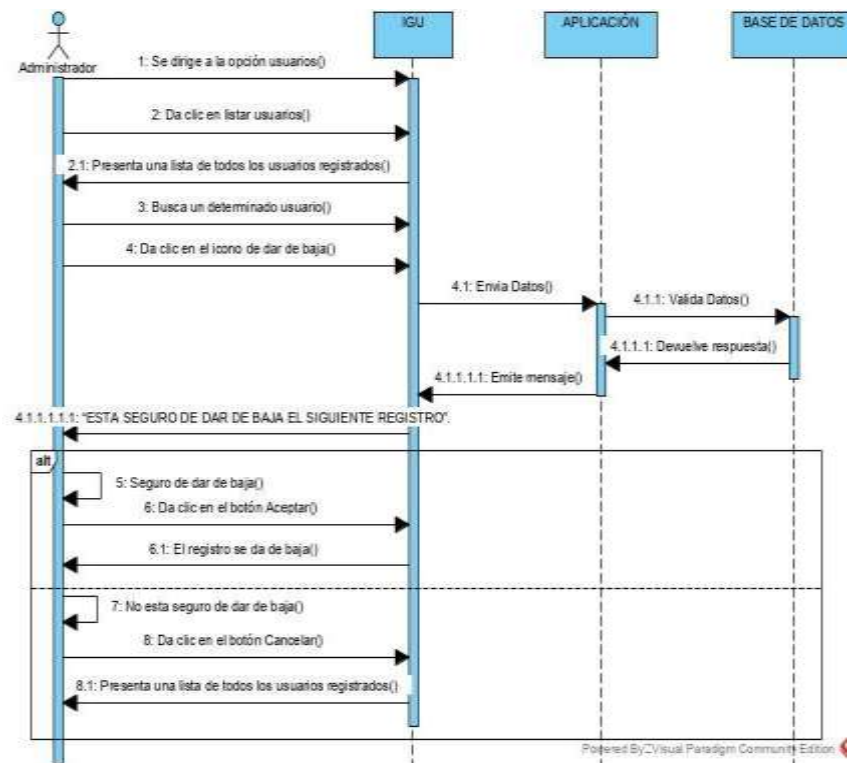 IGU
APLICACIÓN
BASE DE DATOS
Administrador
1: Se dirige a la opción usuarios()
2: Da clic en listar usuarios()
2.1: Presenta una lista de todos los usuarios registrados()
3: Busca un determinado usuario()
4: Da clic en el icono de dar de baja()
4.1: Envia Datos()
4.1.1: Valida Datos()
4.1.1.1: Devuelve respuesta()
4.1.1.1.1: Emite mensaje()
4.1.1.1.1.1: "ESTA SEGURO DE DAR DE BAJA EL SIGUIENTE REGISTRO".
alt
5: Seguro de dar de baja()
6: Da clic en el botón Aceptar()
6.1: El registro se da de baja()
7: No esta seguro de dar de baja()
8: Da clic en el botón Cancelar()
8.1: Presenta una lista de todos los usuarios registrados()
Powered By Visual Paradigm Community Edition